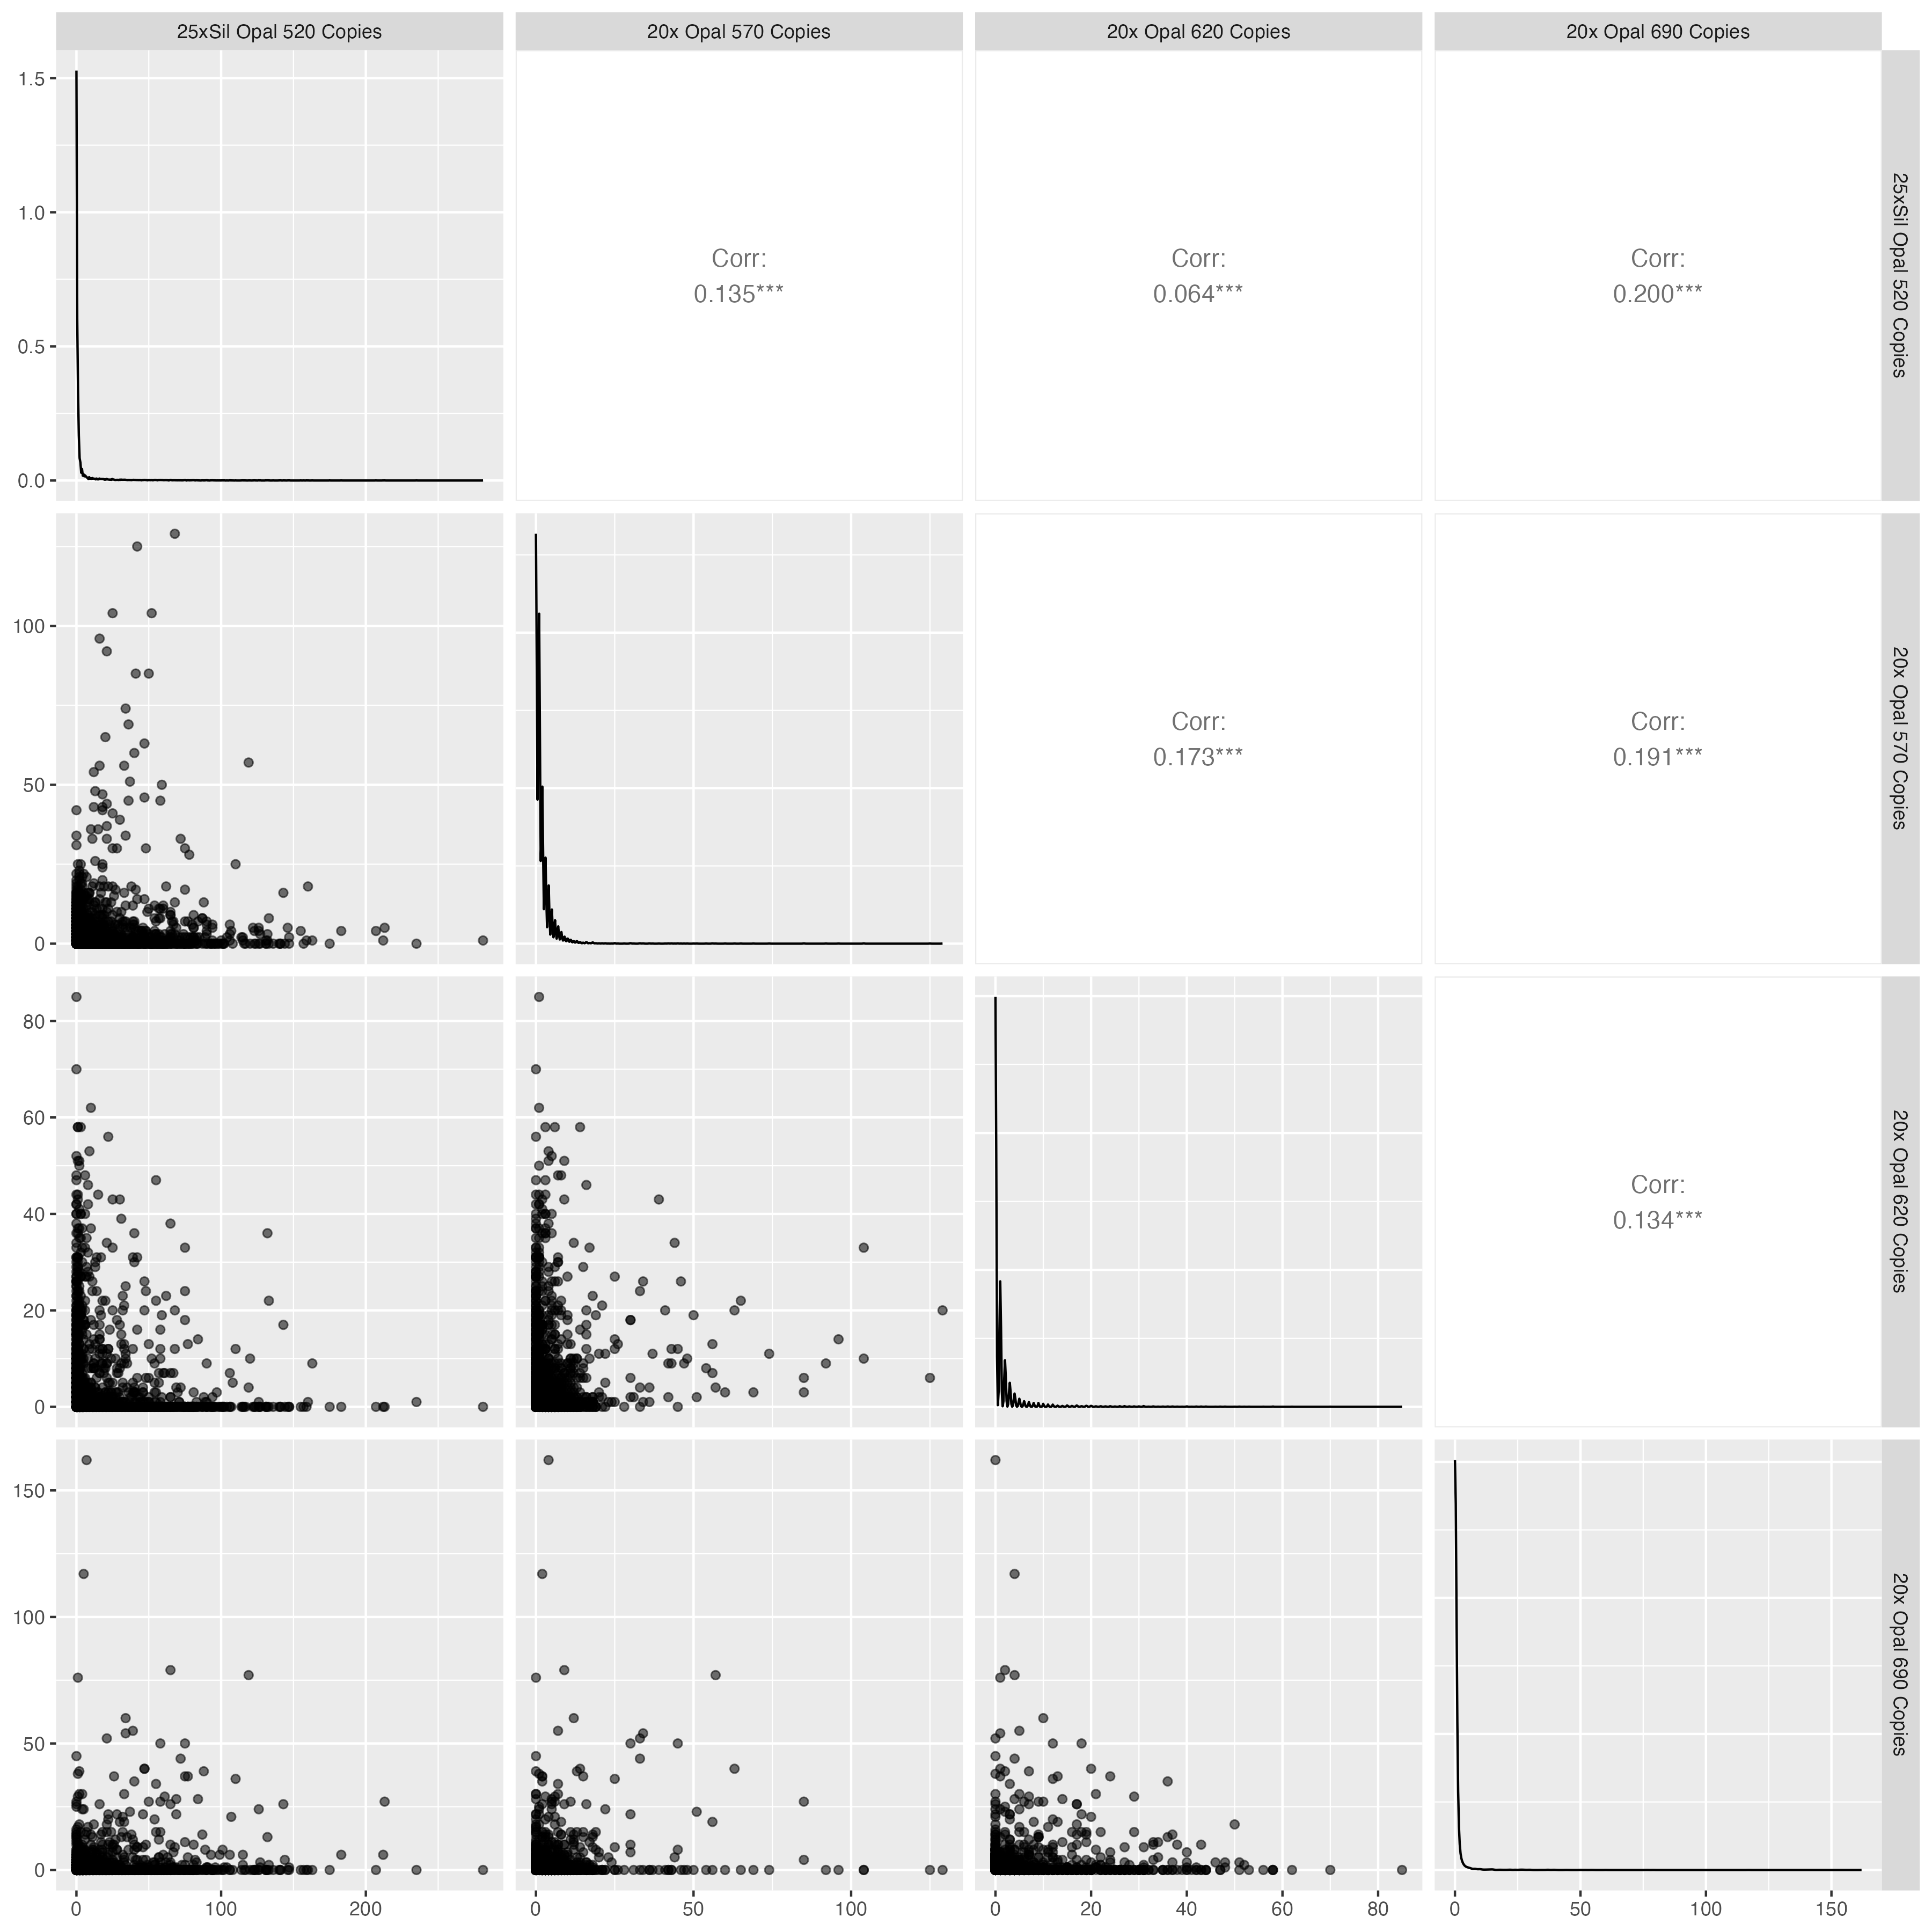 25xSil Opal 520 Copies
20x Opal 570 Copies
20x Opal 620 Copies
20x Opal 690 Copies
1.5
1.0
0.5
0.0
Corr:
0.135***
Corr:
0.064***
Corr:
0.200***
25xSil Opal 520 Copies
100
50
0
Corr:
0.173***
Corr:
0.191***
20x Opal 570 Copies
80
60
40
20
0
Corr:
0.134***
20x Opal 620 Copies
150
100
50
0
20x Opal 690 Copies
0 100 200
0 50 100
0 20 40 60 80
0 50 100 150